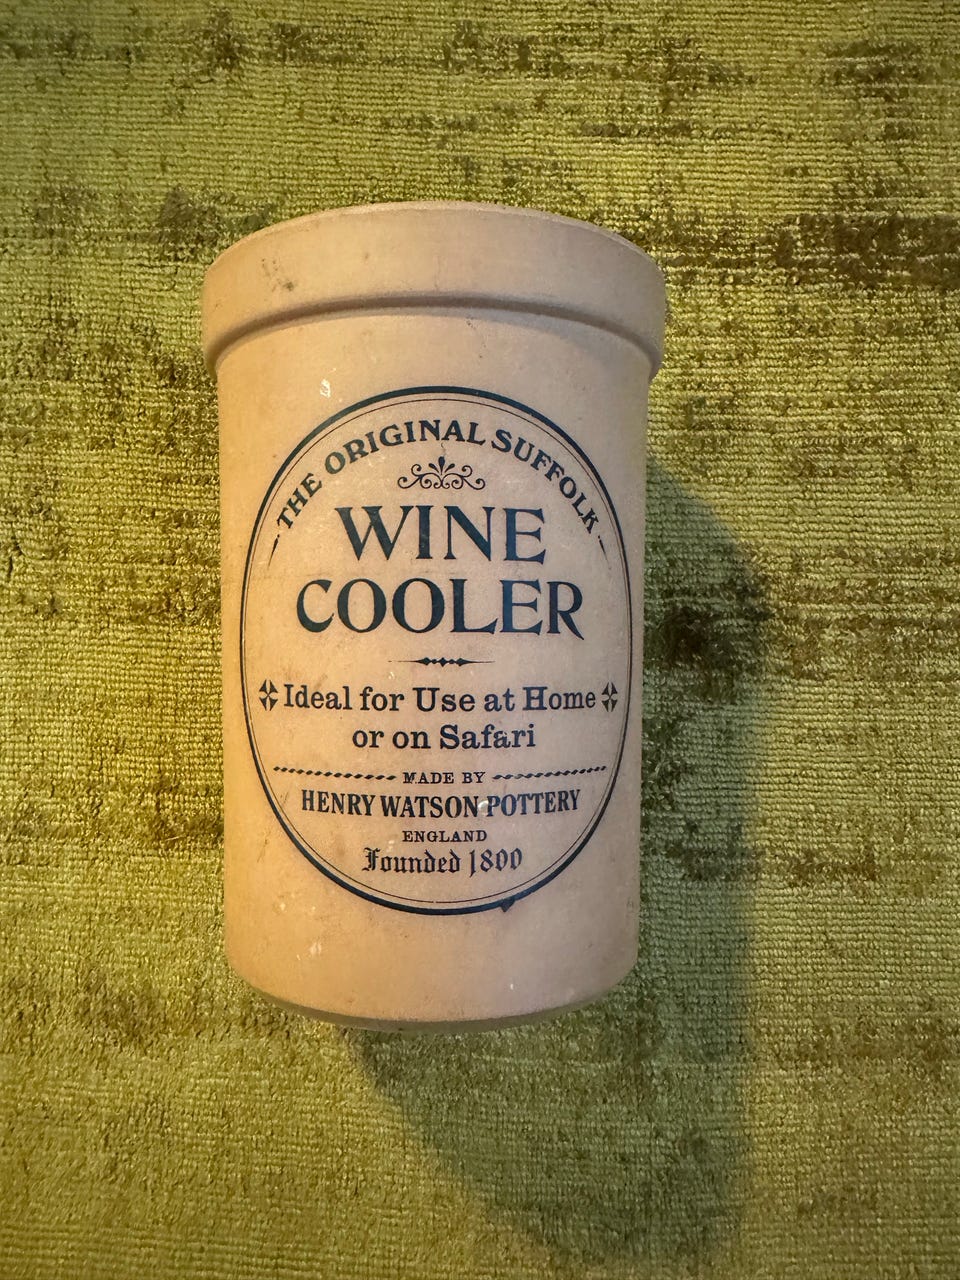 THE ORIGINAL SUFFOLK
WINE
COOLER
Ideal for Use at Home
or on Safari
MADE BY
HENRY WATSON POTTERY
ENGLAND
Founded 1800